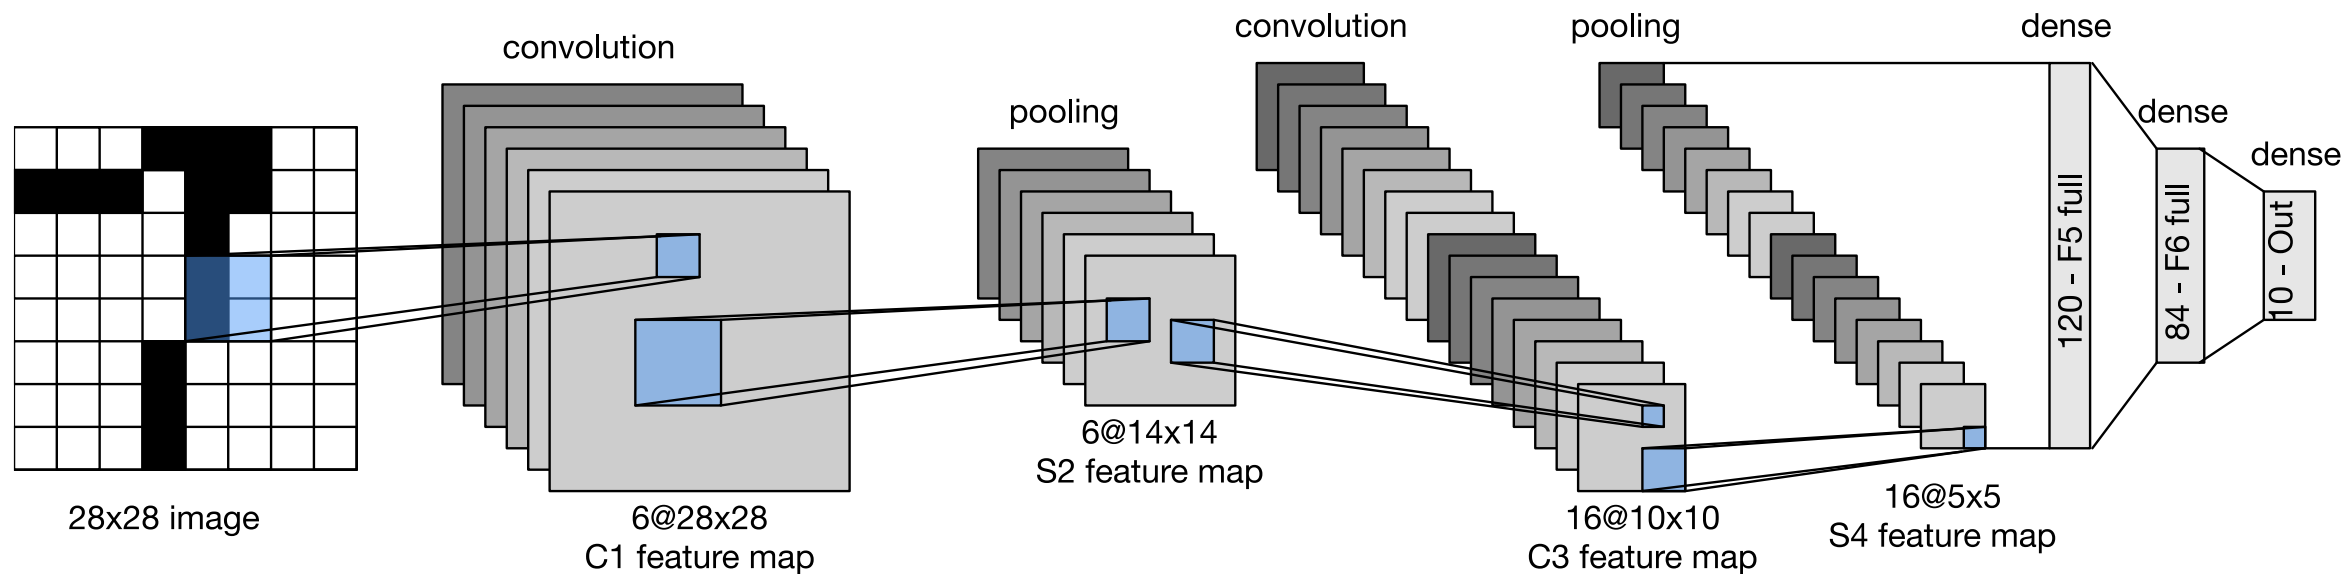 convolution
pooling
convolution
pooling
dense
dense
dense
28x28 image
6@28x28
C1 feature map
6@14x14
S2 feature map
16@10x10
C3 feature map
16@5x5
S4 feature map
120 - F5 full
84 - F6 full
10 - Out